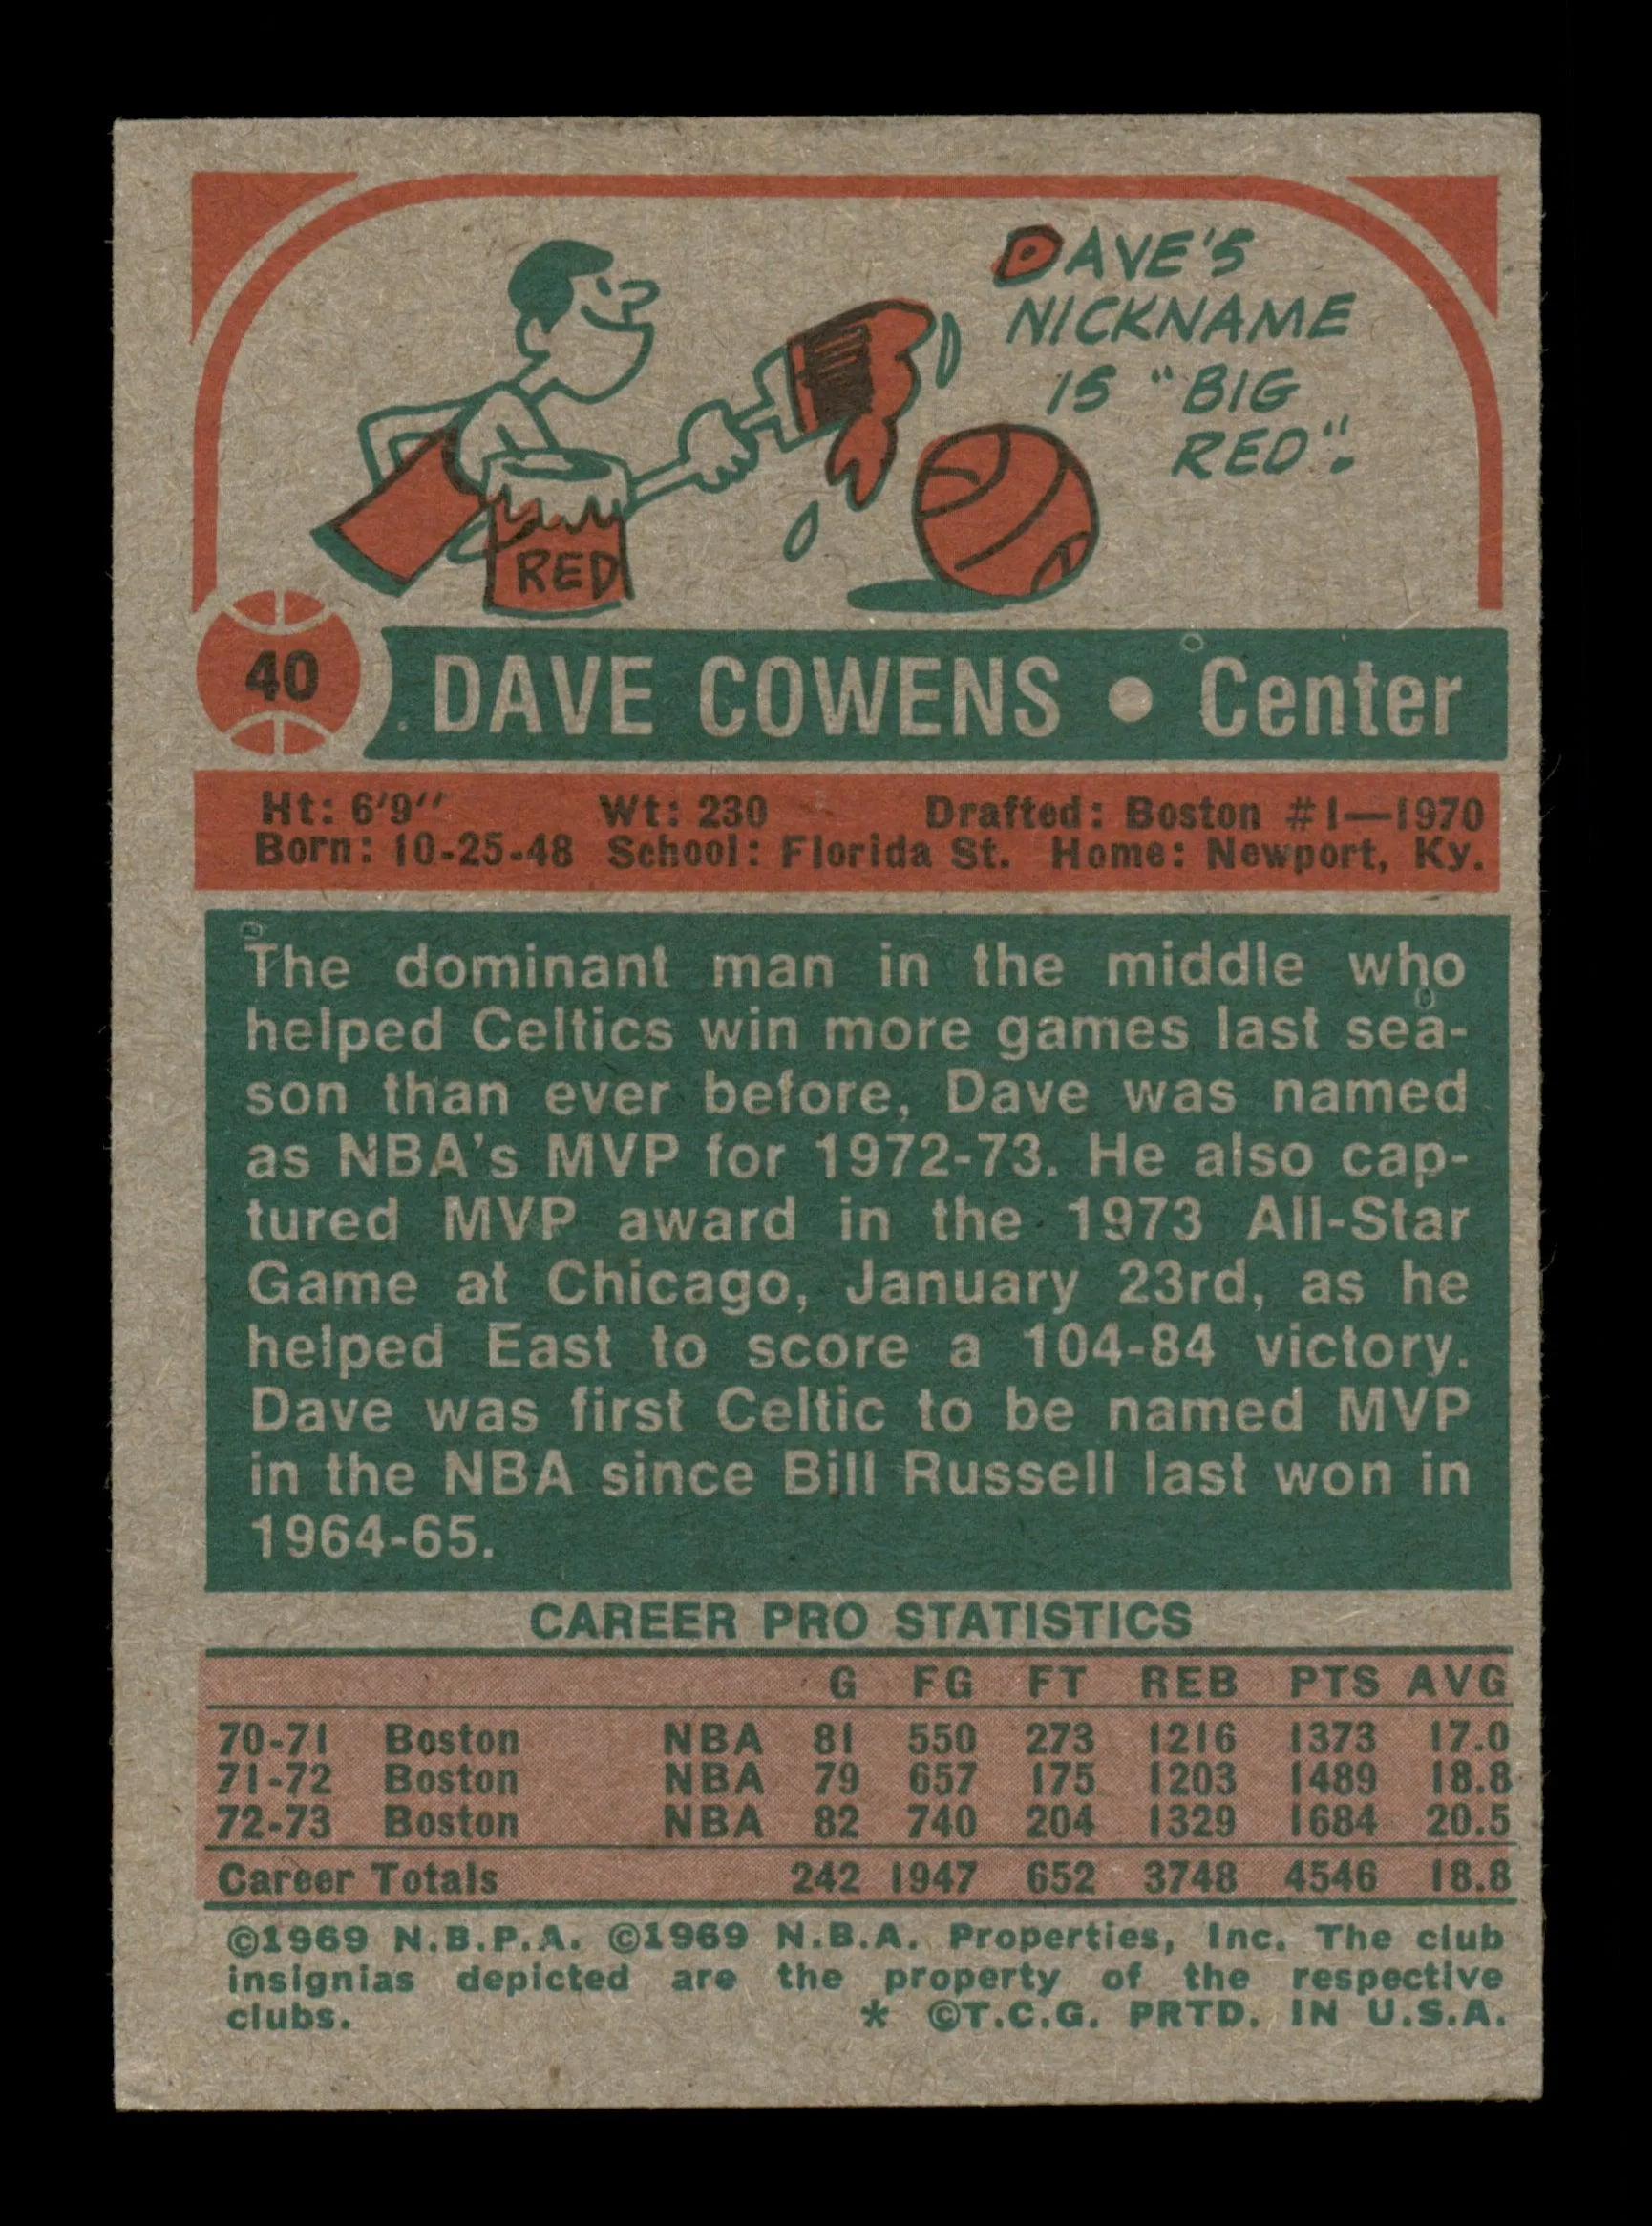 DAVE'S
NICKNAME
IS "BIG
RED".
RED
40
DAVE COWENS • Center
Ht: 6'9'' Wt: 230 Drafted: Boston #1—1970
Born: 10-25-48 School: Florida St. Home: Newport, Ky.
The dominant man in the middle who
helped Celtics win more games last sea-
son than ever before, Dave was named
as NBA's MVP for 1972-73. He also cap-
tured MVP award in the 1973 All-Star
Game at Chicago, January 23rd, as he
helped East to score a 104-84 victory.
Dave was first Celtic to be named MVP
in the NBA since Bill Russell last won in
1964-65.
CAREER PRO STATISTICS
G FG FT REB PTS AVG
70-71 Boston NBA 81 550 273 1216 1373 17.0
71-72 Boston NBA 79 657 175 1203 1489 18.8
72-73 Boston NBA 82 740 204 1329 1684 20.5
Career Totals 242 1947 652 3748 4546 18.8
©1969 N.B.P.A. ©1969 N.B.A. Properties, Inc. The club
insignias depicted are the property of the respective
clubs. * ©T.C.G. PRTD. IN U.S.A.